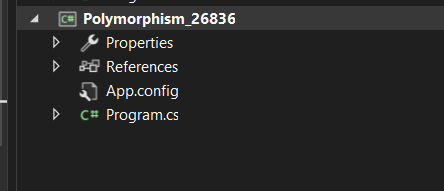 C# Polymorphism_26836
Properties
References
App.config
C# Program.cs